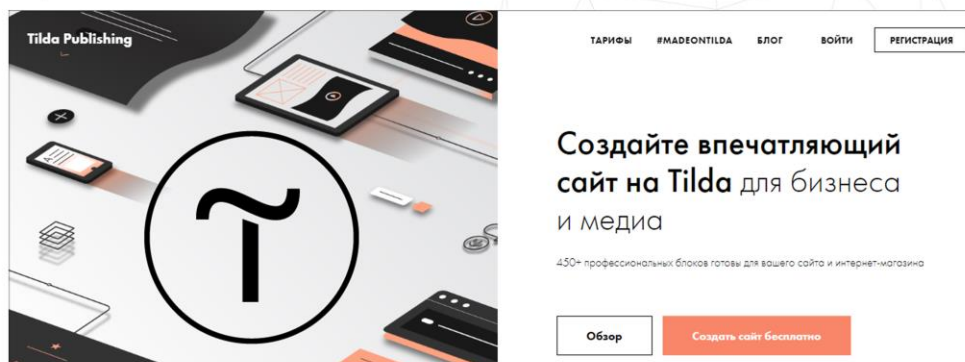 Tilda Publishing
ТАРИФЫ #MADEONTILDA БЛОГ ВОЙТИ РЕГИСТРАЦИЯ
Создайте впечатляющий
сайт на Tilda для бизнеса
и медиа
450+ профессиональных блоков готовы для вашего сайта и интернет-магазина
Обзор Создать сайт бесплатно